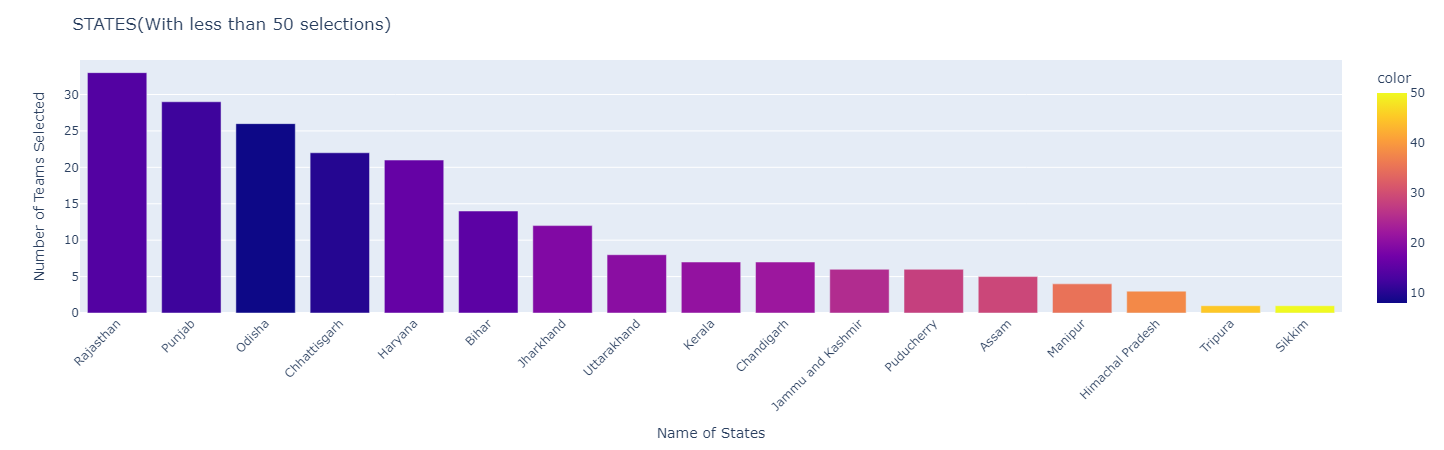 STATES(With less than 50 selections)
Number of Teams Selected
30
25
20
15
10
5
0
Rajasthan
Punjab
Odisha
Chhattisgarh
Haryana
Bihar
Jharkhand
Uttarakhand
Kerala
Chandigarh
Jammu and Kashmir
Puducherry
Assam
Manipur
Himachal Pradesh
Tripura
Sikkim
Name of States
color
50
40
30
20
10